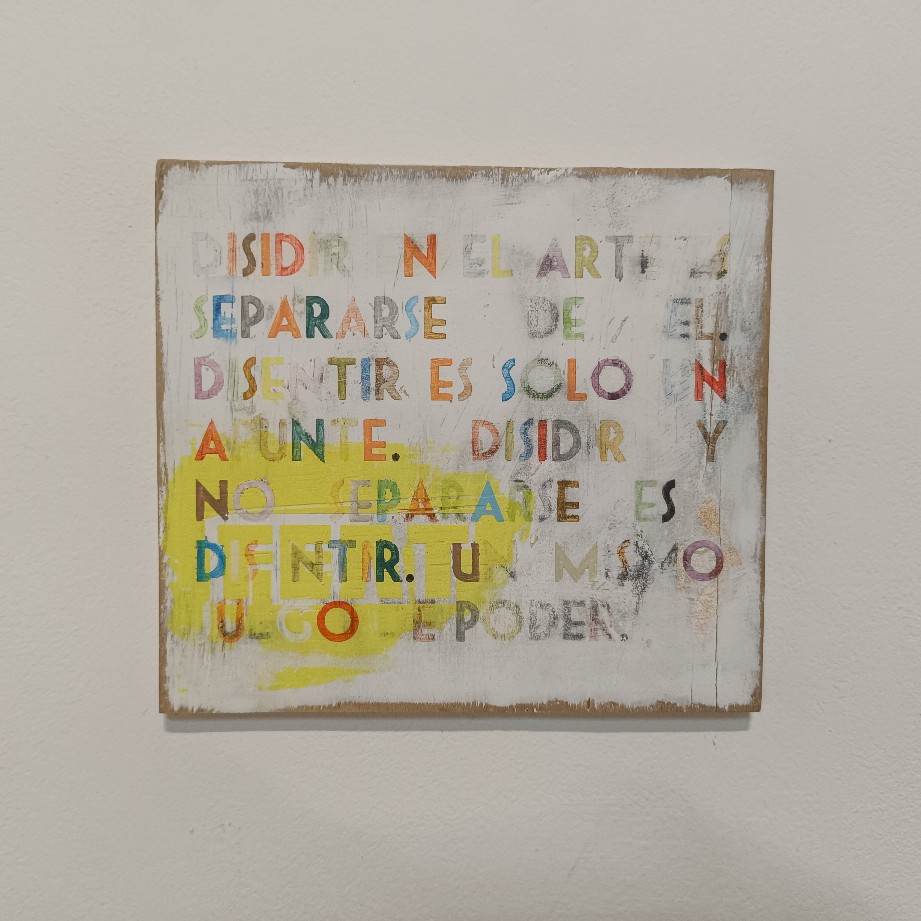 DISIDIR EN EL ARTE ES
SEPARARSE DE EL.
DISENTIR ES SOLO UN
APUNTE. DISIDIR Y
NO SEPARARSE ES
DISENTIR. UN MISMO
JUEGO DE PODER.